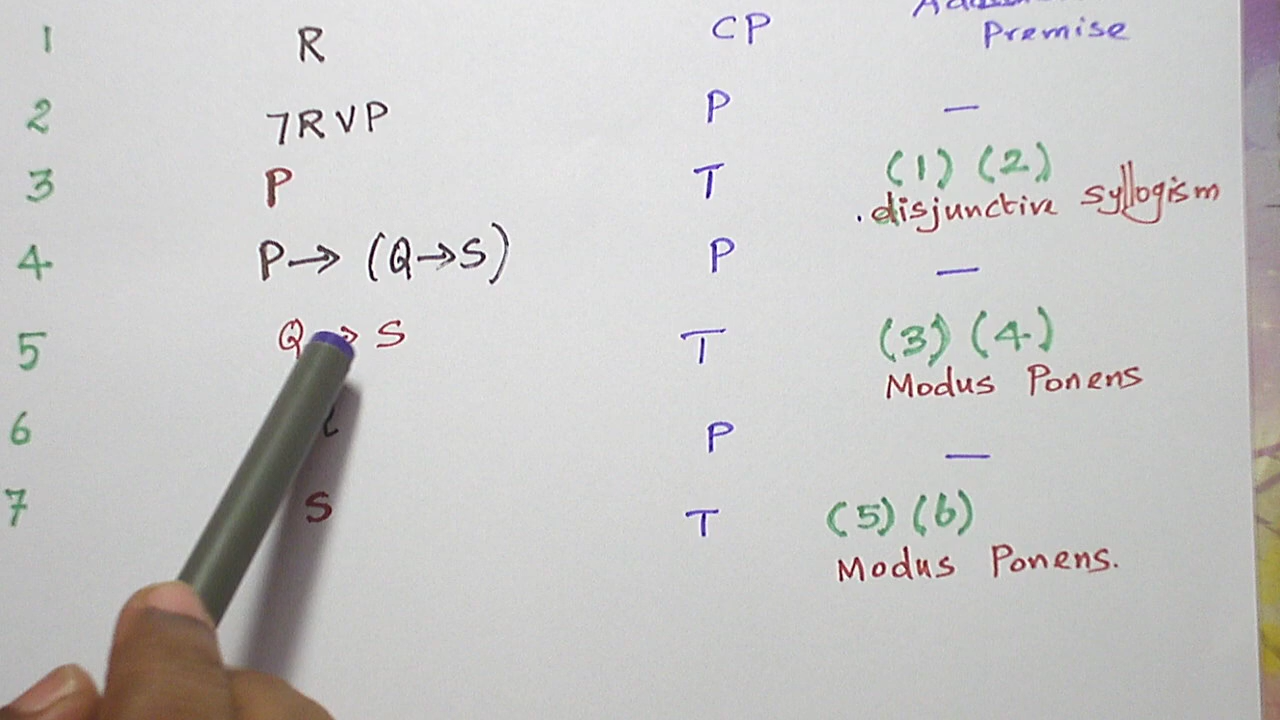 1 R CP Premise
2 7RVP P —
3 P T (1) (2)
.disjunctive syllogism
4 P→ (Q→S) P —
5 Q → S T (3) (4)
Modus Ponens
6 P —
7 S T (5) (6)
Modus Ponens.